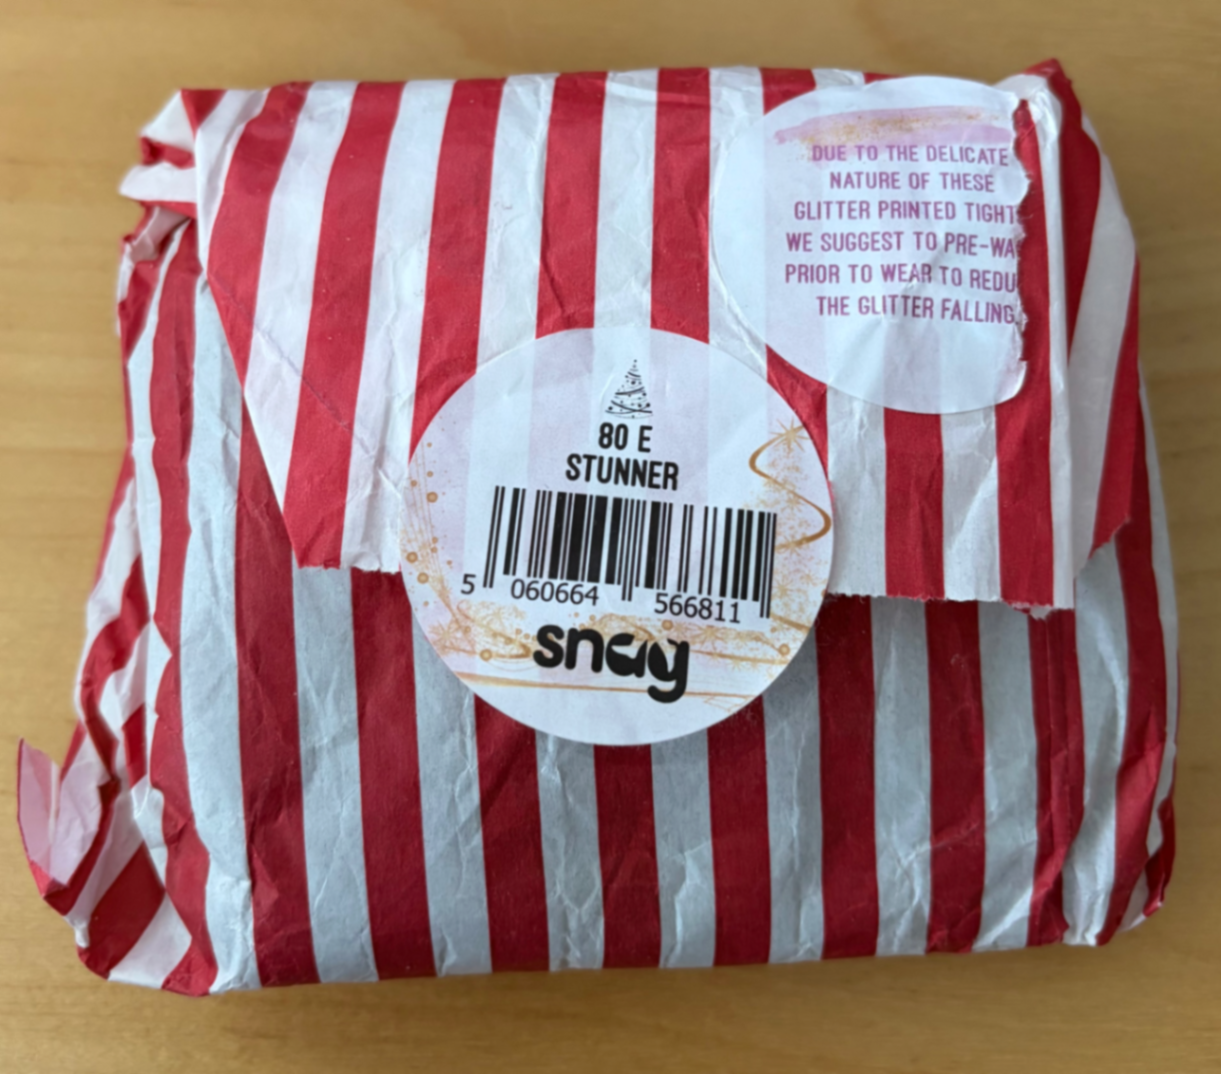 DUE TO THE DELICATE
NATURE OF THESE
GLITTER PRINTED TIGHT
WE SUGGEST TO PRE-WA
PRIOR TO WEAR TO REDU
THE GLITTER FALLING
80 E
STUNNER
5 060664 566811
snag